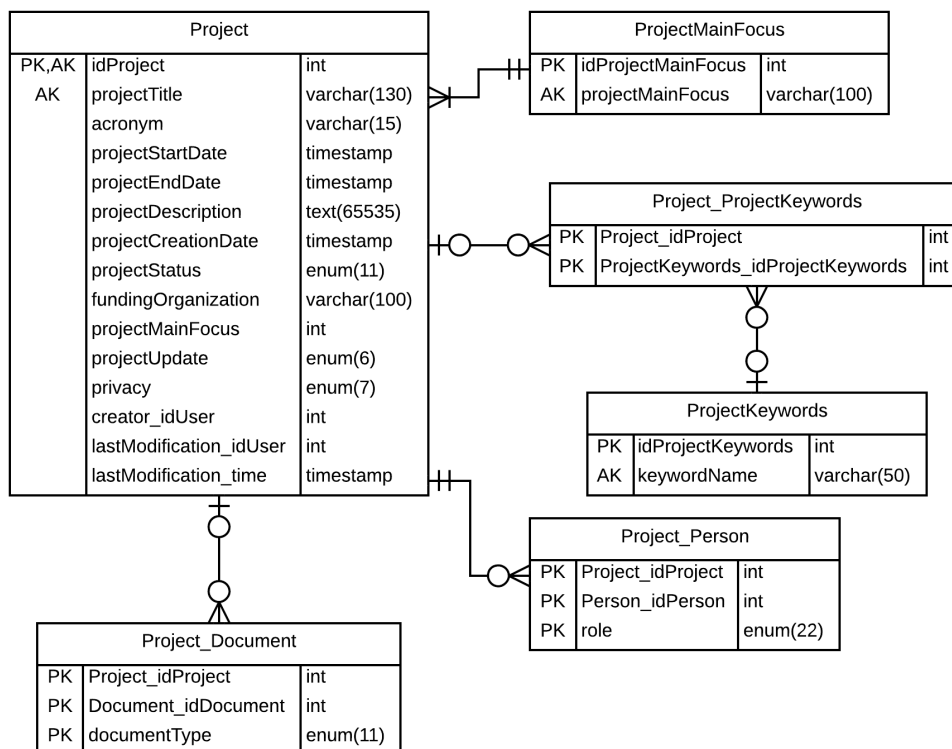 Project
PK,AK idProject int
AK projectTitle varchar(130)
acronym varchar(15)
projectStartDate timestamp
projectEndDate timestamp
projectDescription text(65535)
projectCreationDate timestamp
projectStatus enum(11)
fundingOrganization varchar(100)
projectMainFocus int
projectUpdate enum(6)
privacy enum(7)
creator_idUser int
lastModification_idUser int
lastModification_time timestamp
ProjectMainFocus
PK idProjectMainFocus int
AK projectMainFocus varchar(100)
Project_ProjectKeywords
PK Project_idProject int
PK ProjectKeywords_idProjectKeywords int
ProjectKeywords
PK idProjectKeywords int
AK keywordName varchar(50)
Project_Person
PK Project_idProject int
PK Person_idPerson int
PK role enum(22)
Project_Document
PK Project_idProject int
PK Document_idDocument int
PK documentType enum(11)